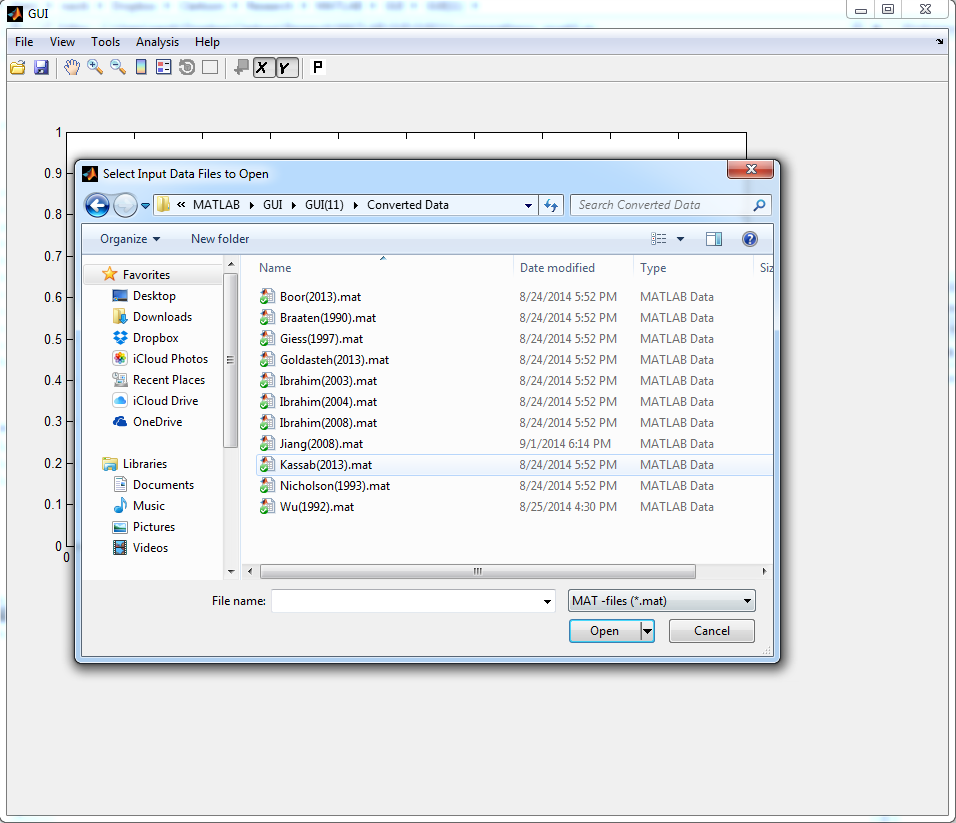 GUI
File View Tools Analysis Help
X Y P
1
0.9
0.8
0.7
0.6
0.5
0.4
0.3
0.2
0.1
0
0
Select Input Data Files to Open
« MATLAB GUI GUI(11) Converted Data Search Converted Data
Organize New folder
Name Date modified Type Siz
Favorites
Desktop
Downloads
Dropbox
iCloud Photos
Recent Places
iCloud Drive
OneDrive
Libraries
Documents
Music
Pictures
Videos
Boor(2013).mat 8/24/2014 5:52 PM MATLAB Data
Braaten(1990).mat 8/24/2014 5:52 PM MATLAB Data
Giess(1997).mat 8/24/2014 5:52 PM MATLAB Data
Goldasteh(2013).mat 8/24/2014 5:52 PM MATLAB Data
Ibrahim(2003).mat 8/24/2014 5:52 PM MATLAB Data
Ibrahim(2004).mat 8/24/2014 5:52 PM MATLAB Data
Ibrahim(2008).mat 8/24/2014 5:52 PM MATLAB Data
Jiang(2008).mat 9/1/2014 6:14 PM MATLAB Data
Kassab(2013).mat 8/24/2014 5:52 PM MATLAB Data
Nicholson(1993).mat 8/24/2014 5:52 PM MATLAB Data
Wu(1992).mat 8/25/2014 4:30 PM MATLAB Data
File name: MAT -files (*.mat)
Open Cancel